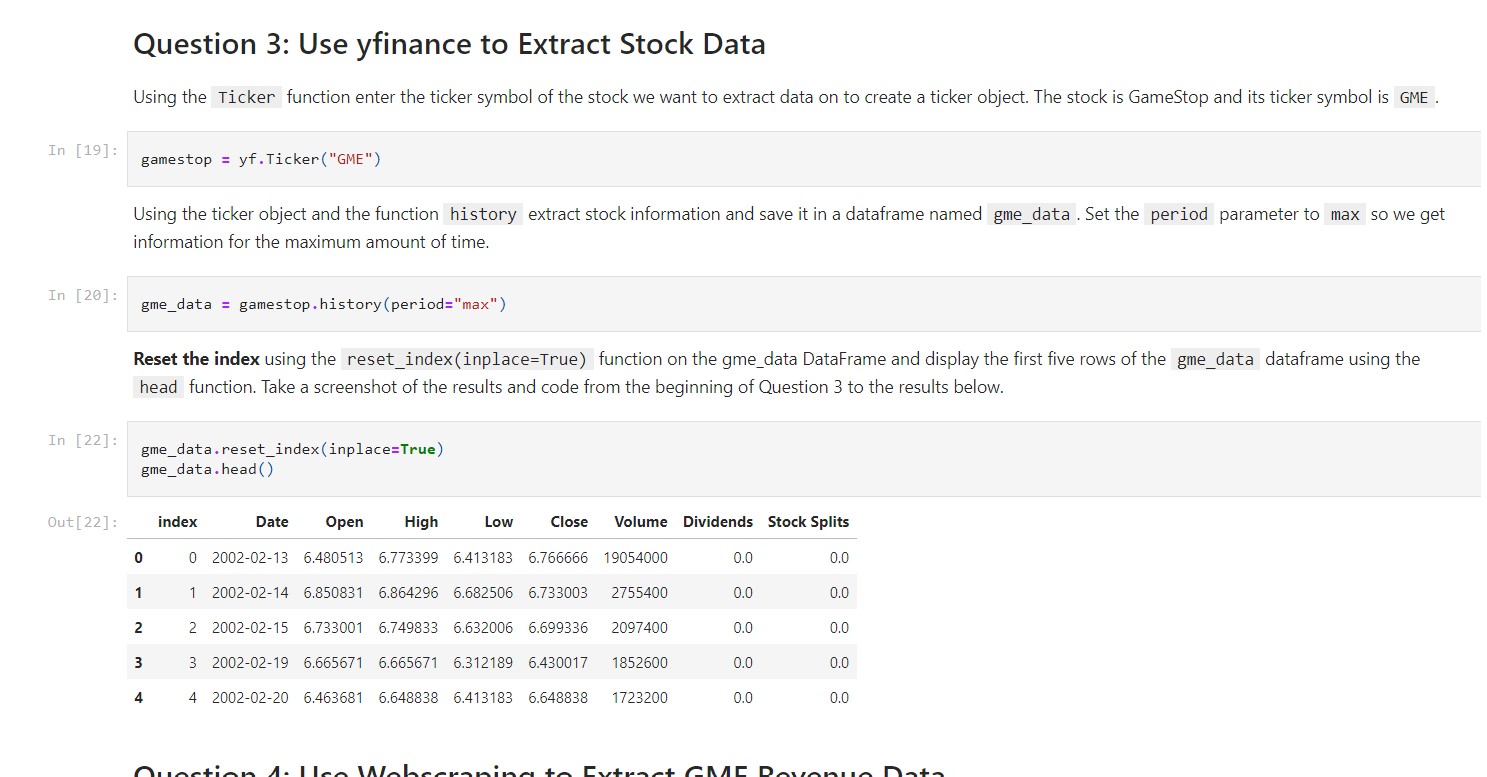 Question 3: Use yfinance to Extract Stock Data
Using the Ticker function enter the ticker symbol of the stock we want to extract data on to create a ticker object. The stock is GameStop and its ticker symbol is GME .
In [19]: gamestop = yf.Ticker("GME")
Using the ticker object and the function history extract stock information and save it in a dataframe named gme_data . Set the period parameter to max so we get
information for the maximum amount of time.
In [20]: gme_data = gamestop.history(period="max")
Reset the index using the reset_index(inplace=True) function on the gme_data DataFrame and display the first five rows of the gme_data dataframe using the
head function. Take a screenshot of the results and code from the beginning of Question 3 to the results below.
In [22]: gme_data.reset_index(inplace=True)
gme_data.head()
Out[22]: index Date Open High Low Close Volume Dividends Stock Splits
0 0 2002-02-13 6.480513 6.773399 6.413183 6.766666 19054000 0.0 0.0
1 1 2002-02-14 6.850831 6.864296 6.682506 6.733003 2755400 0.0 0.0
2 2 2002-02-15 6.733001 6.749833 6.632006 6.699336 2097400 0.0 0.0
3 3 2002-02-19 6.665671 6.665671 6.312189 6.430017 1852600 0.0 0.0
4 4 2002-02-20 6.463681 6.648838 6.413183 6.648838 1723200 0.0 0.0
Question 4: Use Webscraping to Extract GME Revenue Data